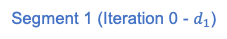 Segment 1 (Iteration 0 - d₁)